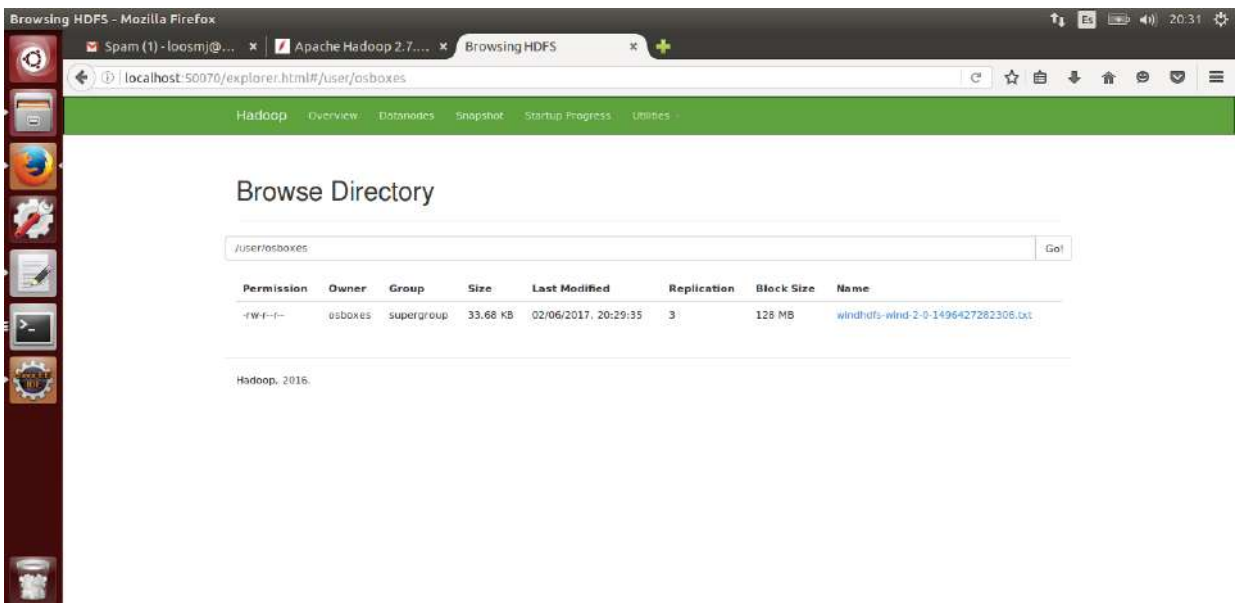 Browsing HDFS - Mozilla Firefox
Es
20:31
Spam (1) - loosmj@...
Apache Hadoop 2.7....
Browsing HDFS
localhost:50070/explorer.html#/user/osboxes
Hadoop Overview Datanodes Snapshot Startup Progress Utilities
Browse Directory
/user/osboxes
Go!
Permission Owner Group Size Last Modified Replication Block Size Name
-rw-r--r-- osboxes supergroup 33.68 KB 02/06/2017, 20:29:35 3 128 MB windhdfs-wind-2-0-1496427282306.txt
Hadoop, 2016.